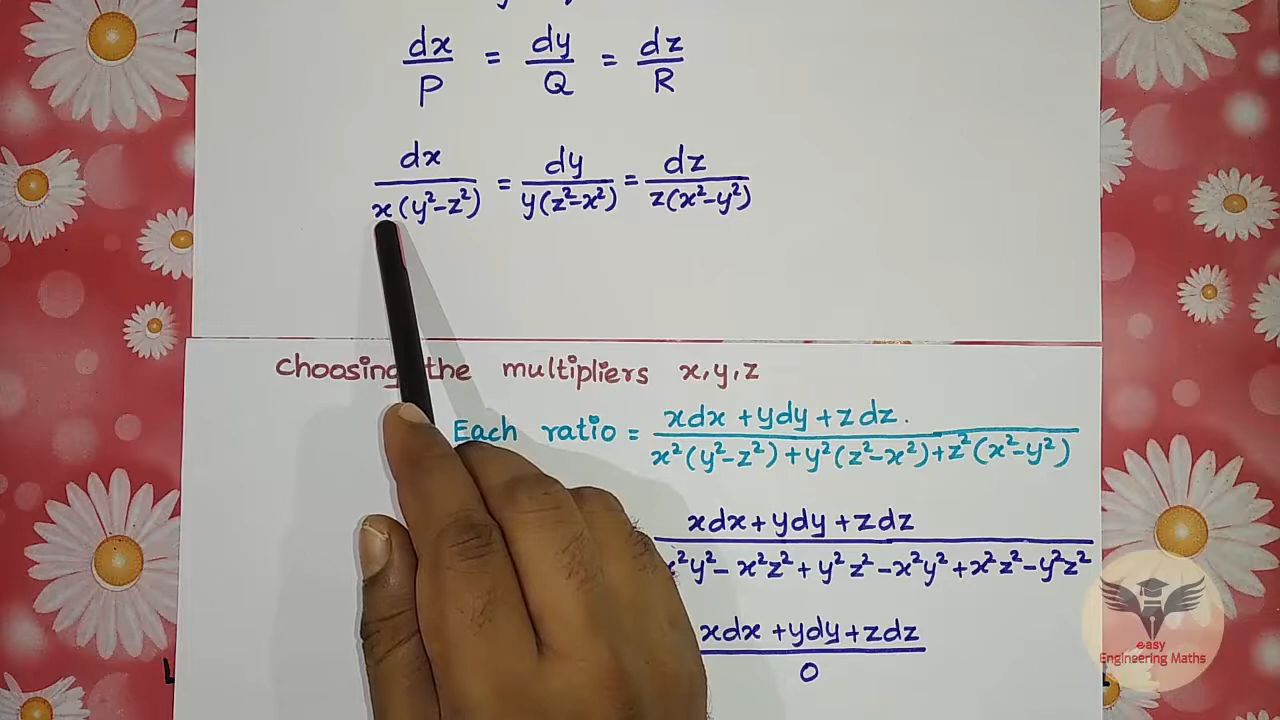 dx/P = dy/Q = dz/R
dx/x(y²-z²) = dy/y(z²-x²) = dz/z(x²-y²)
choosing the multipliers x,y,z
Each ratio = xdx+ydy+zdz./x²(y²-z²)+y²(z²-x²)+z²(x²-y²)
xdx+ydy+zdz/x²y²-x²z²+y²z²-x²y²+x²z²-y²z²
xdx+ydy+zdz/0
easy
Engineering Maths